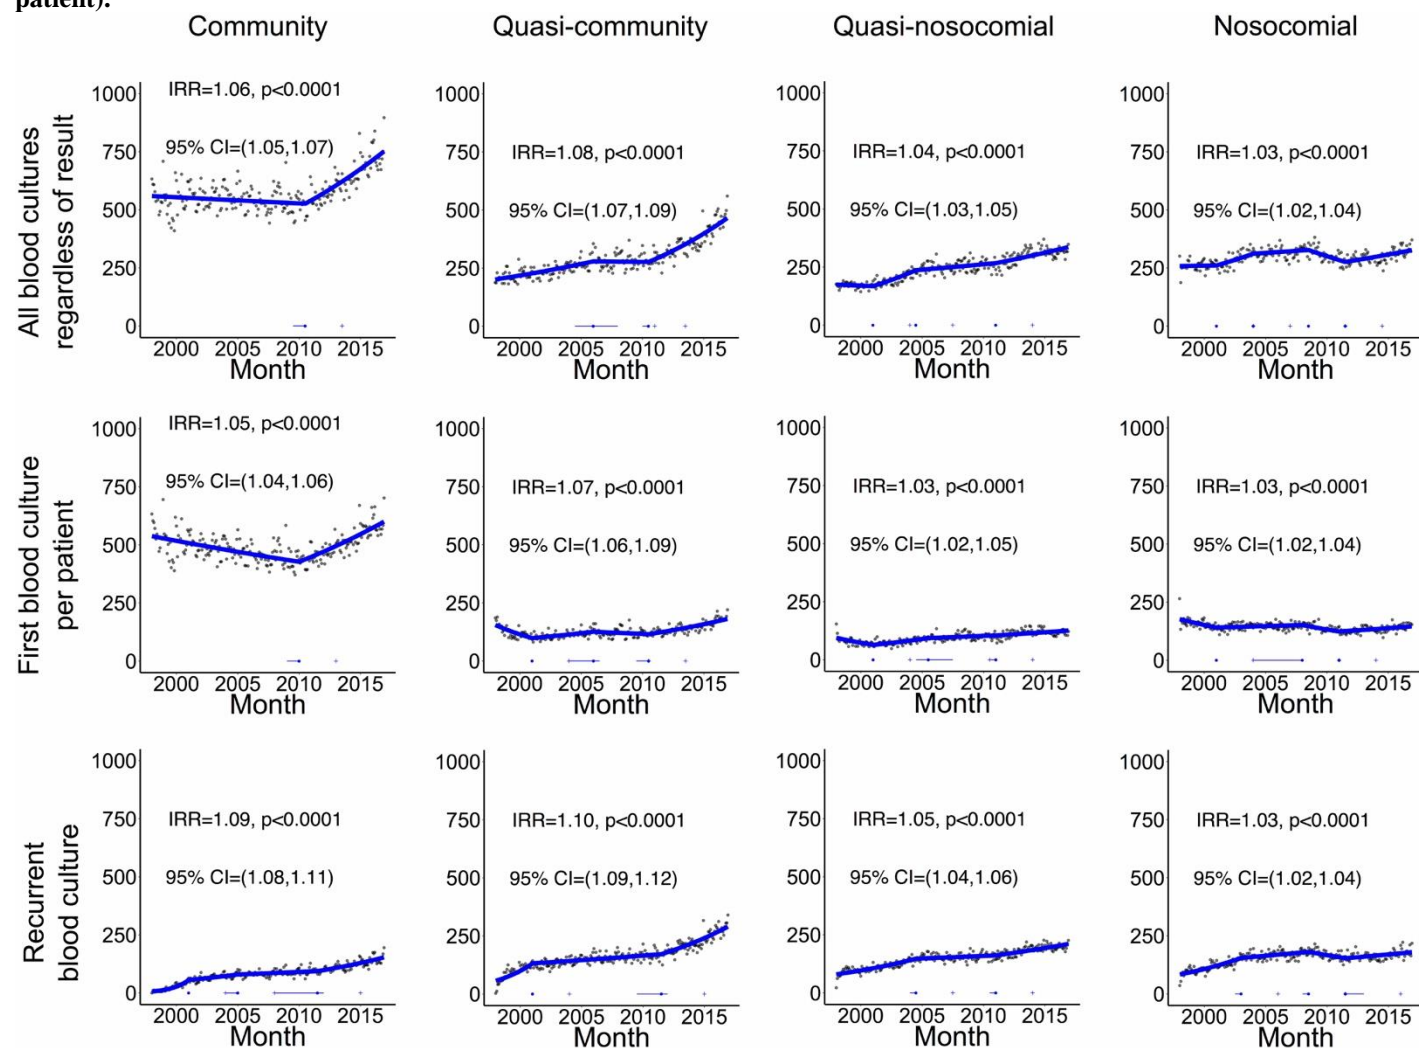 patient).
Community Quasi-community Quasi-nosocomial Nosocomial
All blood cultures
regardless of result
1000
750
500
250
0
IRR=1.06, p<0.0001
95% CI=(1.05,1.07)
2000 2005 2010 2015
Month
1000
750
500
250
0
IRR=1.08, p<0.0001
95% CI=(1.07,1.09)
2000 2005 2010 2015
Month
1000
750
500
250
0
IRR=1.04, p<0.0001
95% CI=(1.03,1.05)
2000 2005 2010 2015
Month
1000
750
500
250
0
IRR=1.03, p<0.0001
95% CI=(1.02,1.04)
2000 2005 2010 2015
Month
First blood culture
per patient
1000
750
500
250
0
IRR=1.05, p<0.0001
95% CI=(1.04,1.06)
2000 2005 2010 2015
Month
1000
750
500
250
0
IRR=1.07, p<0.0001
95% CI=(1.06,1.09)
2000 2005 2010 2015
Month
1000
750
500
250
0
IRR=1.03, p<0.0001
95% CI=(1.02,1.05)
2000 2005 2010 2015
Month
1000
750
500
250
0
IRR=1.03, p<0.0001
95% CI=(1.02,1.04)
2000 2005 2010 2015
Month
Recurrent
blood culture
1000
750
500
250
0
IRR=1.09, p<0.0001
95% CI=(1.08,1.11)
2000 2005 2010 2015
Month
1000
750
500
250
0
IRR=1.10, p<0.0001
95% CI=(1.09,1.12)
2000 2005 2010 2015
Month
1000
750
500
250
0
IRR=1.05, p<0.0001
95% CI=(1.04,1.06)
2000 2005 2010 2015
Month
1000
750
500
250
0
IRR=1.03, p<0.0001
95% CI=(1.02,1.04)
2000 2005 2010 2015
Month